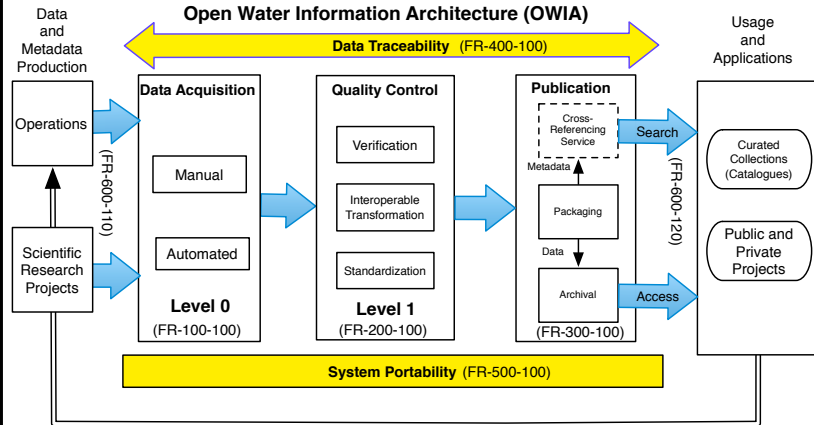 Open Water Information Architecture (OWIA)
Data Traceability (FR-400-100)
Data
and
Metadata
Production
Operations
Scientific
Research
Projects
(FR-600-110)
Data Acquisition
Manual
Automated
Level 0
(FR-100-100)
Quality Control
Verification
Interoperable
Transformation
Standardization
Level 1
(FR-200-100)
Publication
Cross-
Referencing
Service
Metadata
Packaging
Data
Archival
(FR-300-100)
Search
(FR-600-120)
Access
Usage
and
Applications
Curated
Collections
(Catalogues)
Public and
Private
Projects
System Portability (FR-500-100)